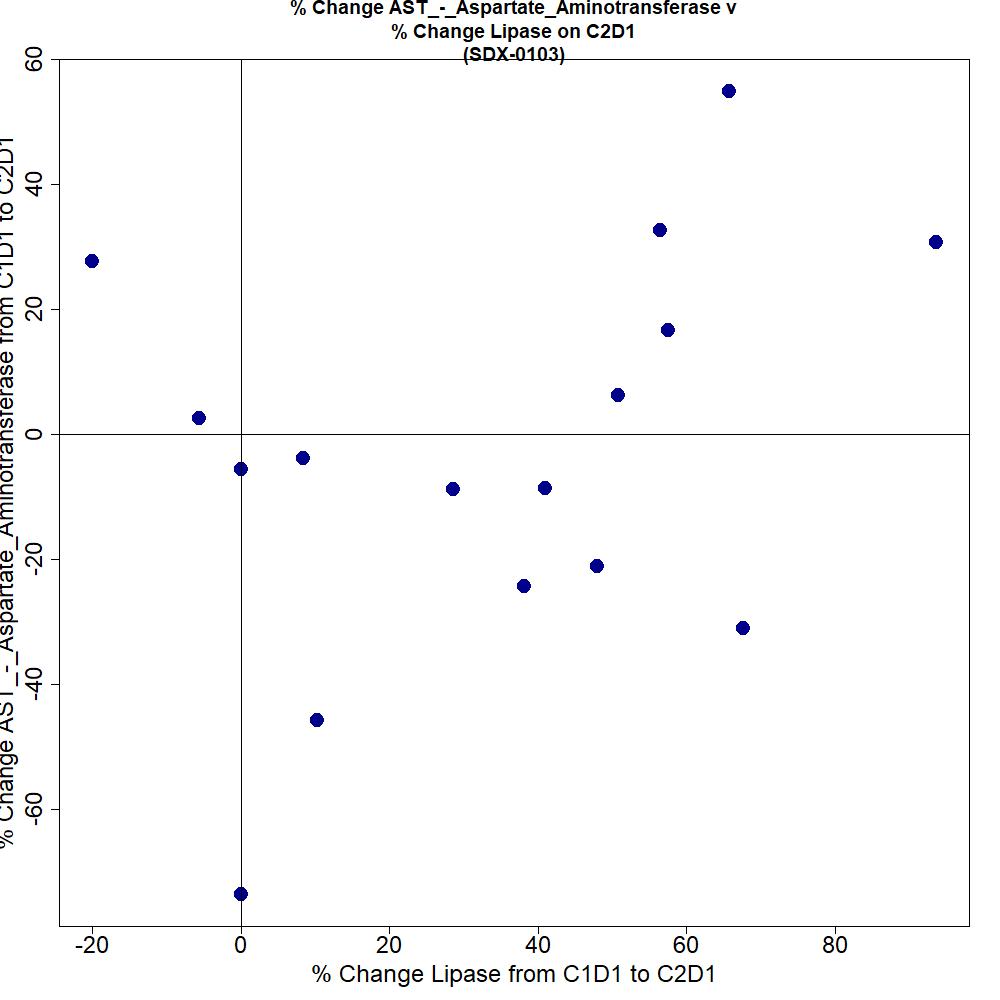 % Change AST_-_Aspartate_Aminotransferase v
% Change Lipase on C2D1
(SDX-0103)
% Change AST_-_Aspartate_Aminotransferase from C1D1 to C2D1
60
40
20
0
-20
-40
-60
-20 0 20 40 60 80
% Change Lipase from C1D1 to C2D1